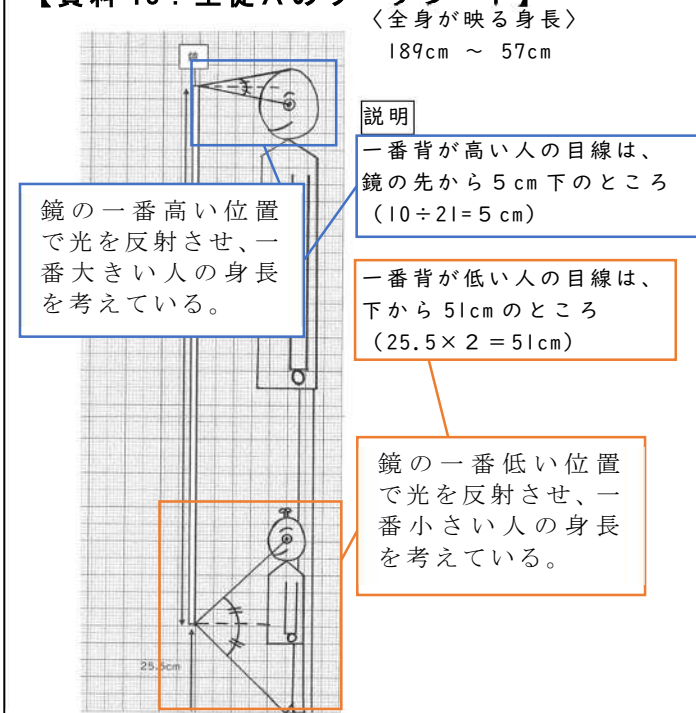 〈全身が映る身長〉
189cm ～ 57cm
鏡
説明
一番背が高い人の目線は、
鏡の先から５cm下のところ
（10÷21=５cm）
鏡の一番高い位置
で光を反射させ、一
番大きい人の身長
を考えている。
一番背が低い人の目線は、
下から 51cm のところ
（25.5×２＝51cm）
鏡の一番低い位置
で光を反射させ、一
番小さい人の身長
を考えている。
25.5cm